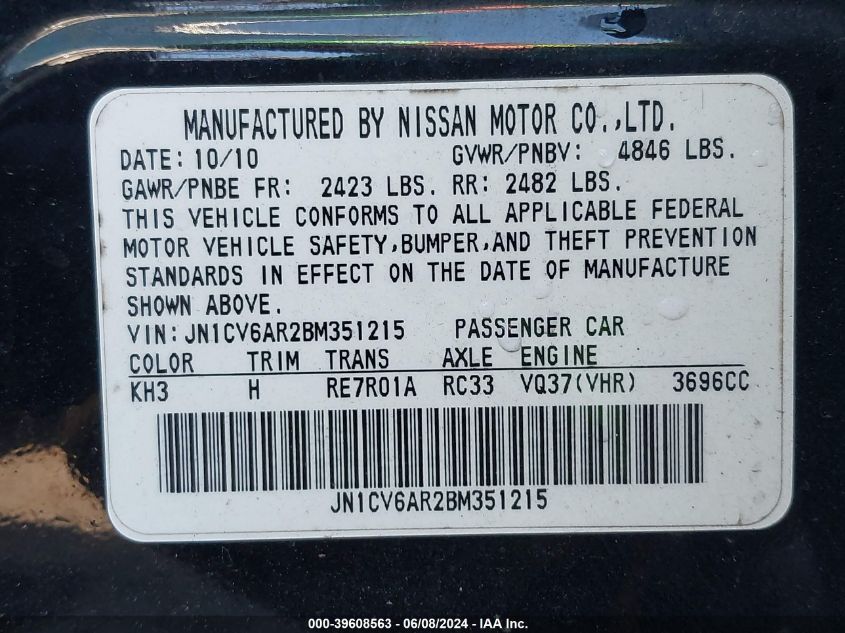 MANUFACTURED BY NISSAN MOTOR CO.,LTD.
DATE: 10/10 GVWR/PNBV: 4846 LBS.
GAWR/PNBE FR: 2423 LBS. RR: 2482 LBS.
THIS VEHICLE CONFORMS TO ALL APPLICABLE FEDERAL
MOTOR VEHICLE SAFETY,BUMPER,AND THEFT PREVENTION
STANDARDS IN EFFECT ON THE DATE OF MANUFACTURE
SHOWN ABOVE.
VIN:JN1CV6AR2BM351215 PASSENGER CAR
COLOR TRIM TRANS AXLE ENGINE
KH3 H RE7R01A RC33 VQ37(VHR) 3696CC
JN1CV6AR2BM351215
000-39608563 - 06/08/2024 - IAA Inc.